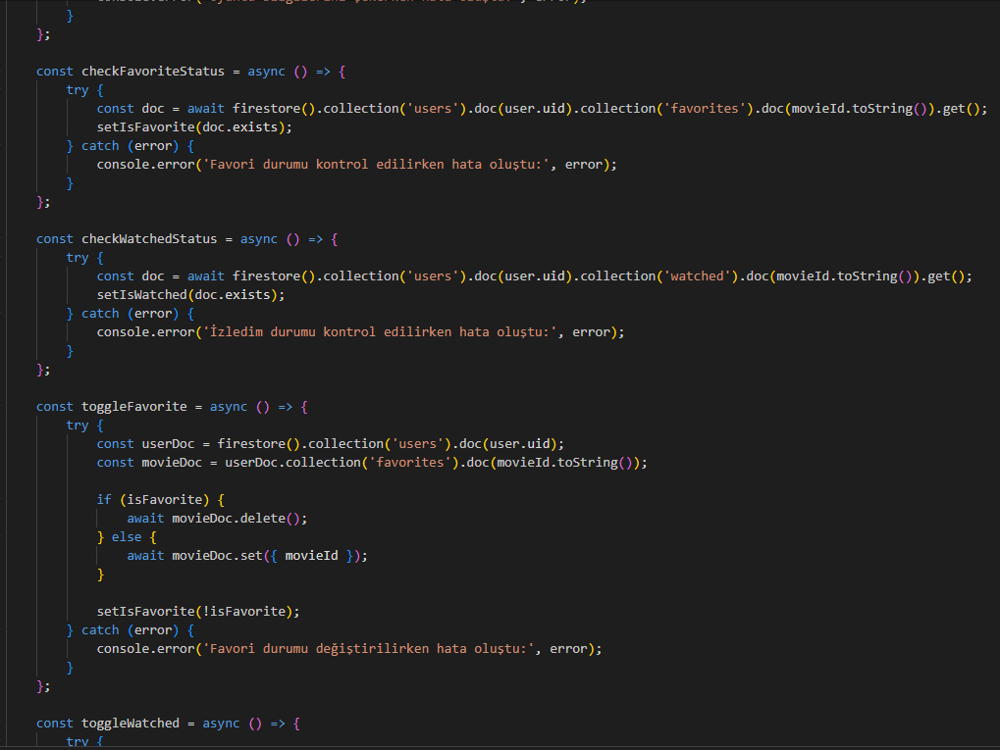 }
};
const checkFavoriteStatus = async () => {
try {
const doc = await firestore().collection('users').doc(user.uid).collection('favorites').doc(movieId.toString()).get();
setIsFavorite(doc.exists);
} catch (error) {
console.error('Favori durumu kontrol edilirken hata oluştu:', error);
}
};
const checkWatchedStatus = async () => {
try {
const doc = await firestore().collection('users').doc(user.uid).collection('watched').doc(movieId.toString()).get();
setIsWatched(doc.exists);
} catch (error) {
console.error('İzledim durumu kontrol edilirken hata oluştu:', error);
}
};
const toggleFavorite = async () => {
try {
const userDoc = firestore().collection('users').doc(user.uid);
const movieDoc = userDoc.collection('favorites').doc(movieId.toString());
if (isFavorite) {
await movieDoc.delete();
} else {
await movieDoc.set({ movieId });
}
setIsFavorite(!isFavorite);
} catch (error) {
console.error('Favori durumu değiştirilirken hata oluştu:', error);
}
};
const toggleWatched = async () => {
try {